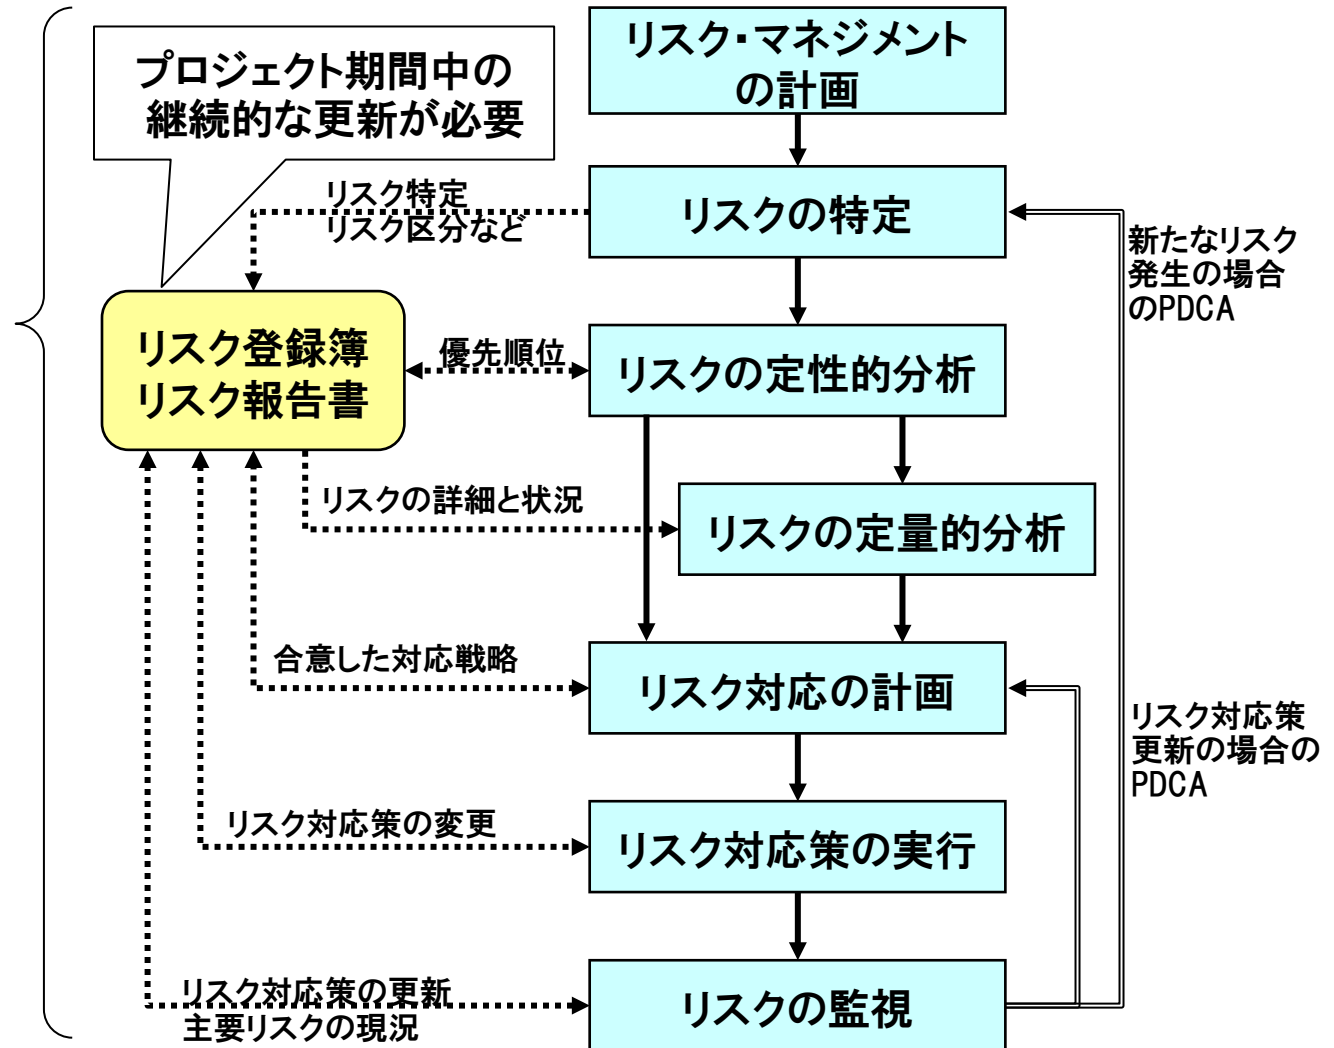 リスク・マネジメント
の計画
プロジェクト期間中の
継続的な更新が必要
リスク特定
リスク区分など
リスクの特定
新たなリスク
発生の場合
のPDCA
リスク登録簿
リスク報告書
優先順位
リスクの定性的分析
リスクの詳細と状況
リスクの定量的分析
合意した対応戦略
リスク対応の計画
リスク対応策
更新の場合の
PDCA
リスク対応策の変更
リスク対応策の実行
リスク対応策の更新
主要リスクの現況
リスクの監視